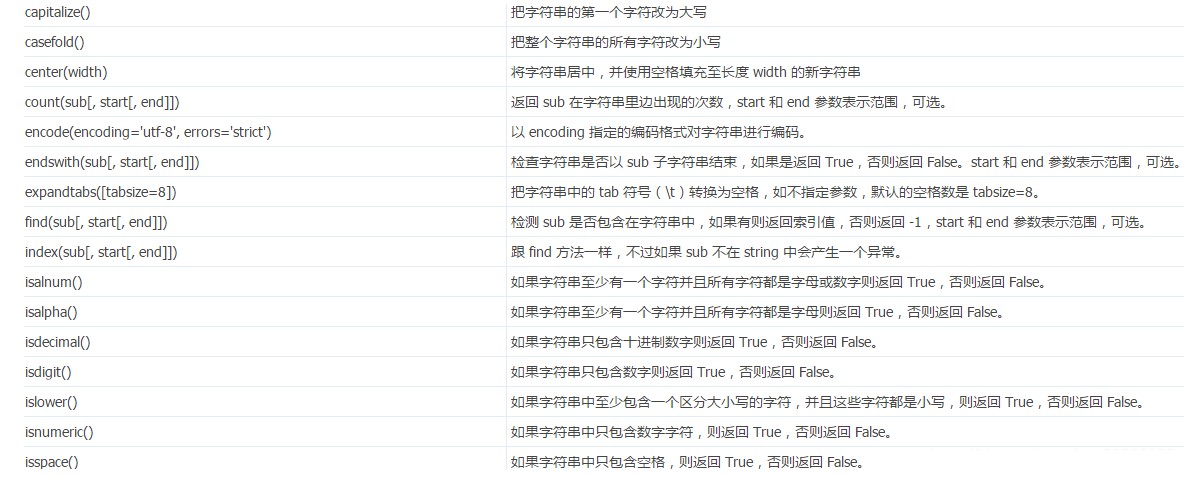 capitalize() 把字符串的第一个字符改为大写
casefold() 把整个字符串的所有字符改为小写
center(width) 将字符串居中，并使用空格填充至长度 width 的新字符串
count(sub[, start[, end]]) 返回 sub 在字符串里边出现的次数，start 和 end 参数表示范围，可选。
encode(encoding='utf-8', errors='strict') 以 encoding 指定的编码格式对字符串进行编码。
endswith(sub[, start[, end]]) 检查字符串是否以 sub 子字符串结束，如果是返回 True，否则返回 False。start 和 end 参数表示范围，可选。
expandtabs([tabsize=8]) 把字符串中的 tab 符号（\t）转换为空格，如不指定参数，默认的空格数是 tabsize=8。
find(sub[, start[, end]]) 检测 sub 是否包含在字符串中，如果有则返回索引值，否则返回 -1，start 和 end 参数表示范围，可选。
index(sub[, start[, end]]) 跟 find 方法一样，不过如果 sub 不在 string 中会产生一个异常。
isalnum() 如果字符串至少有一个字符并且所有字符都是字母或数字则返回 True，否则返回 False。
isalpha() 如果字符串至少有一个字符并且所有字符都是字母则返回 True，否则返回 False。
isdecimal() 如果字符串只包含十进制数字则返回 True，否则返回 False。
isdigit() 如果字符串只包含数字则返回 True，否则返回 False。
islower() 如果字符串中至少包含一个区分大小写的字符，并且这些字符都是小写，则返回 True，否则返回 False。
isnumeric() 如果字符串中只包含数字字符，则返回 True，否则返回 False。
isspace() 如果字符串中只包含空格，则返回 True，否则返回 False。